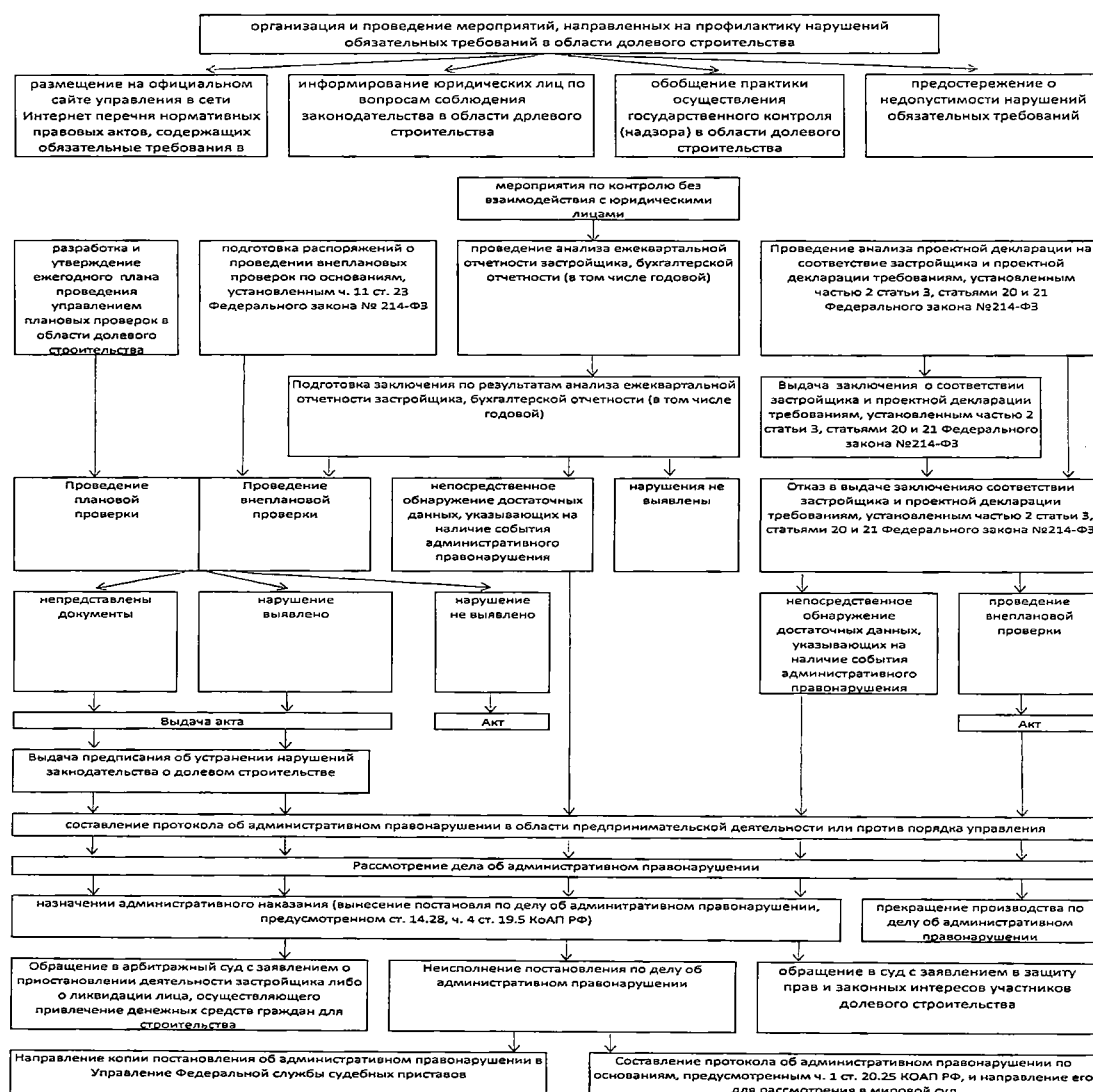 организация и проведение мероприятий, направленных на профилактику нарушений
обязательных требований в области долевого строительства
размещение на официальном
сайте управления в сети
Интернет перечня нормативных
правовых актов, содержащих
обязательные требования в
информирование юридических лиц по
вопросам соблюдения
законодательства в области дрлевого
строительства
обобщение практики
осуществления
государственного контроля
(надзора) в области долевого
строительства
предостережение о
недопустимости нарушений
обязательных требований
мероприятия по контролю без
взаимодействия с юридическими
лицами
разработка и
утверждение
ежегодного плана
проведения
управлением
плановых проверок в
области долевого
строительства
подготовка распоряжений о
проведении внеплановых
проверок по основаниям,
установленным ч. 11 ст. 23
Федерального закона № 214-ФЗ
проведение анализа ежеквартальной
отчетности застройщика, бухгалтерской
отчетности (в том числе годовой)
Проведение анализа проектной декларации на
соответствие застройщика и проектной
декларации требованиям, установленным
частью 2 статьи 3, статьями 20 и 21
Федерального закона №214-ФЗ
Подготовка заключения по результатам анализа ежеквартальной
отчетности застройщика, бухгалтерской отчетности (в том числе
годовой)
Выдача заключения о соответствии
застройщика и проектной декларации
требованиям, установленным частью 2
статьи 3, статьями 20 и 21 Федерального
закона №214-ФЗ
Проведение
плановой
проверки
Проведение
внеплановой
проверки
непосредственное
обнаружение достаточных
данных, указывающих на
наличие события
административного
правонарушения
нарушения не
выявлены
Отказ в выдаче заключенияо соответствии
застройщика и проектной декларации
требованиям, установленным частью 2 статьи 3,
статьями 20 и 21 Федерального закона №214-ФЗ
непредставлены
документы
нарушение
выявлено
нарушение
не выявлено
непосредственное
обнаружение
достаточных данных,
указывающих на
наличие события
административного
правонарушения
проведение
внеплановой
проверки
Выдача акта
Акт
Акт
Выдача предписания об устранении нарушений
закнодательства о долевом строительстве
составление протокола об административном правонарушении в области предпринимательской деятельности или против порядка управления
Рассмотрение дела об административном правонарушении
назначении административного наказания (вынесение постановля по делу об админитративном правонарушении,
предусмотренном ст. 14.28, ч. 4 ст. 19.5 КоАП РФ)
прекращение производства по
делу об административном
правонарушении
Обращение в арбитражный суд с заявлением о
приостановлении деятельности застройщика либо
о ликвидации лица, осуществляющего
привлечение денежных средств граждан для
строительства
Неисполнение постановления по делу об
административном правонарушении
обращение в суд с заявлением в защиту
прав и законных интересов участников
долевого строительства
Направление копии постановления об административном правонарушении в
Управление Федеральной службы судебных приставов
Составление протокола об административном правонарушении по
основаниям, предусмотренным ч. 1 ст. 20.25 КОАП РФ, и направление его
для рассмотрения в мировой суд